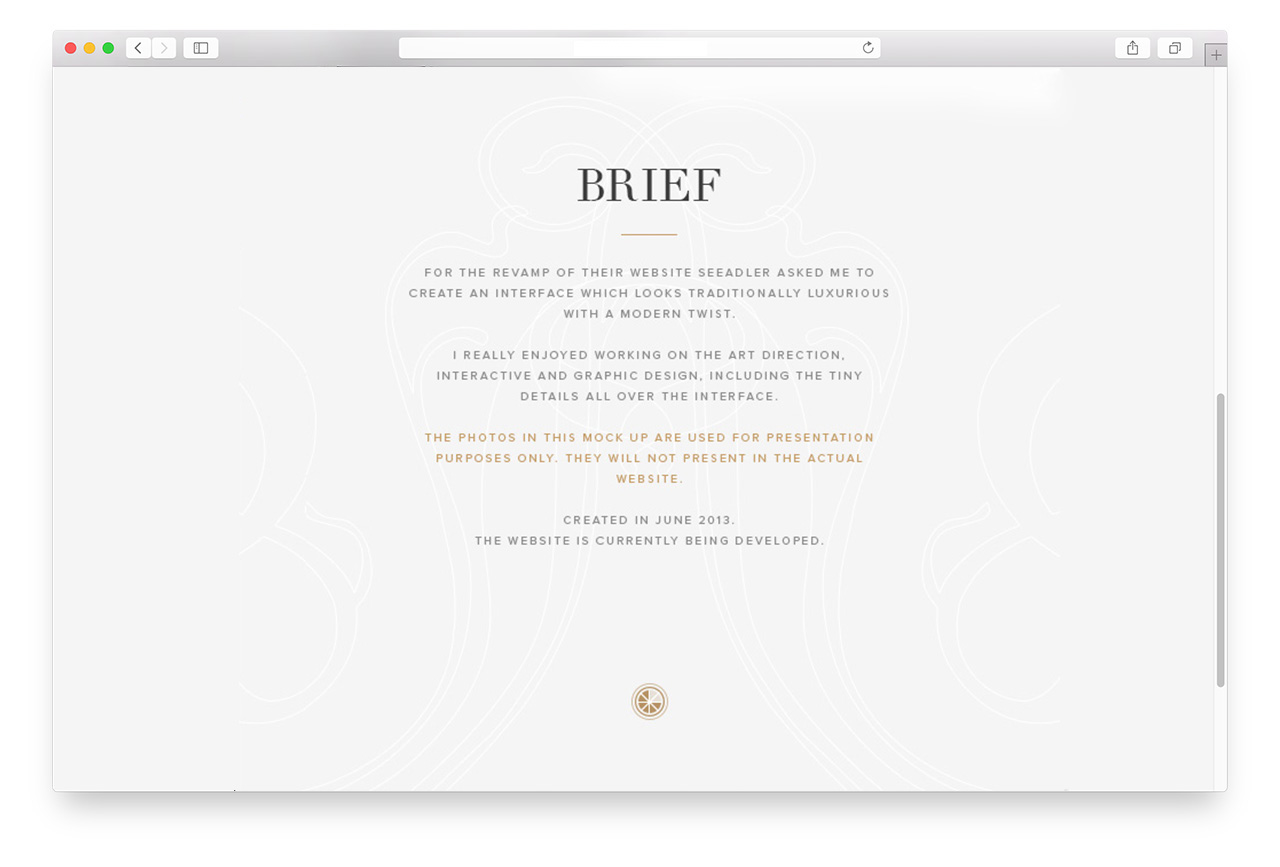 BRIEF
FOR THE REVAMP OF THEIR WEBSITE SEEADLER ASKED ME TO
CREATE AN INTERFACE WHICH LOOKS TRADITIONALLY LUXURIOUS
WITH A MODERN TWIST.
I REALLY ENJOYED WORKING ON THE ART DIRECTION,
INTERACTIVE AND GRAPHIC DESIGN, INCLUDING THE TINY
DETAILS ALL OVER THE INTERFACE.
THE PHOTOS IN THIS MOCK UP ARE USED FOR PRESENTATION
PURPOSES ONLY. THEY WILL NOT PRESENT IN THE ACTUAL
WEBSITE.
CREATED IN JUNE 2013.
THE WEBSITE IS CURRENTLY BEING DEVELOPED.